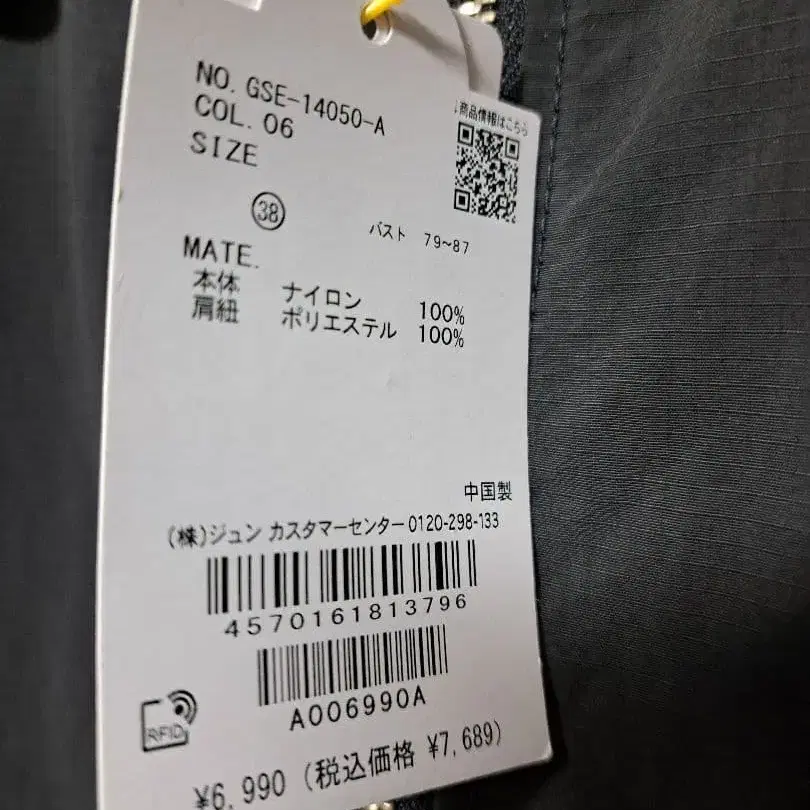 NO. GSE-14050-A
COL. 06
SIZE
商品情報はこちら
38
バスト 79~87
MATE.
本体 ナイロン 100%
肩紐 ポリエステル 100%
中国製
(株)ジュン カスタマーセンター 0120-298-133
4570161813796
A006990A
RFID
¥6,990 (税込価格 ¥7,689)